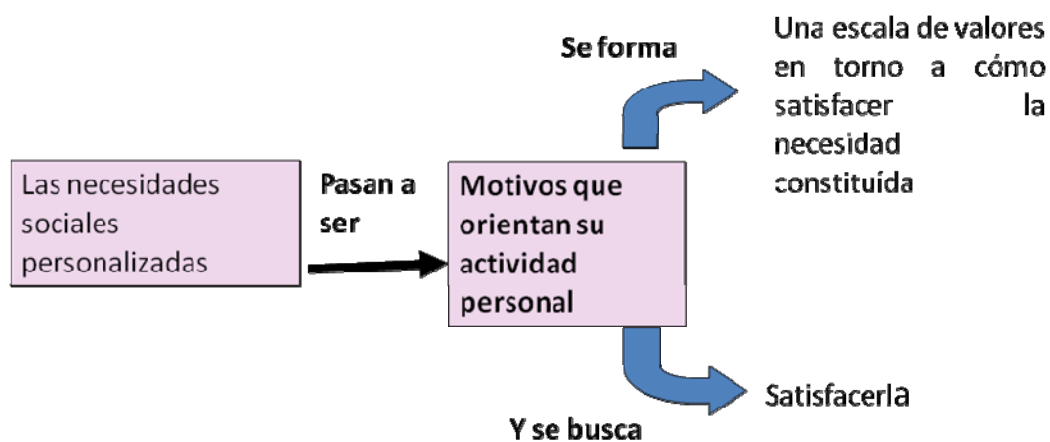 Las necesidades
sociales
personalizadas
Pasan a
ser
Motivos que
orientan su
actividad
personal
Se forma
Una escala de valores
en torno a cómo
satisfacer la
necesidad
constituída
Y se busca
Satisfacerla